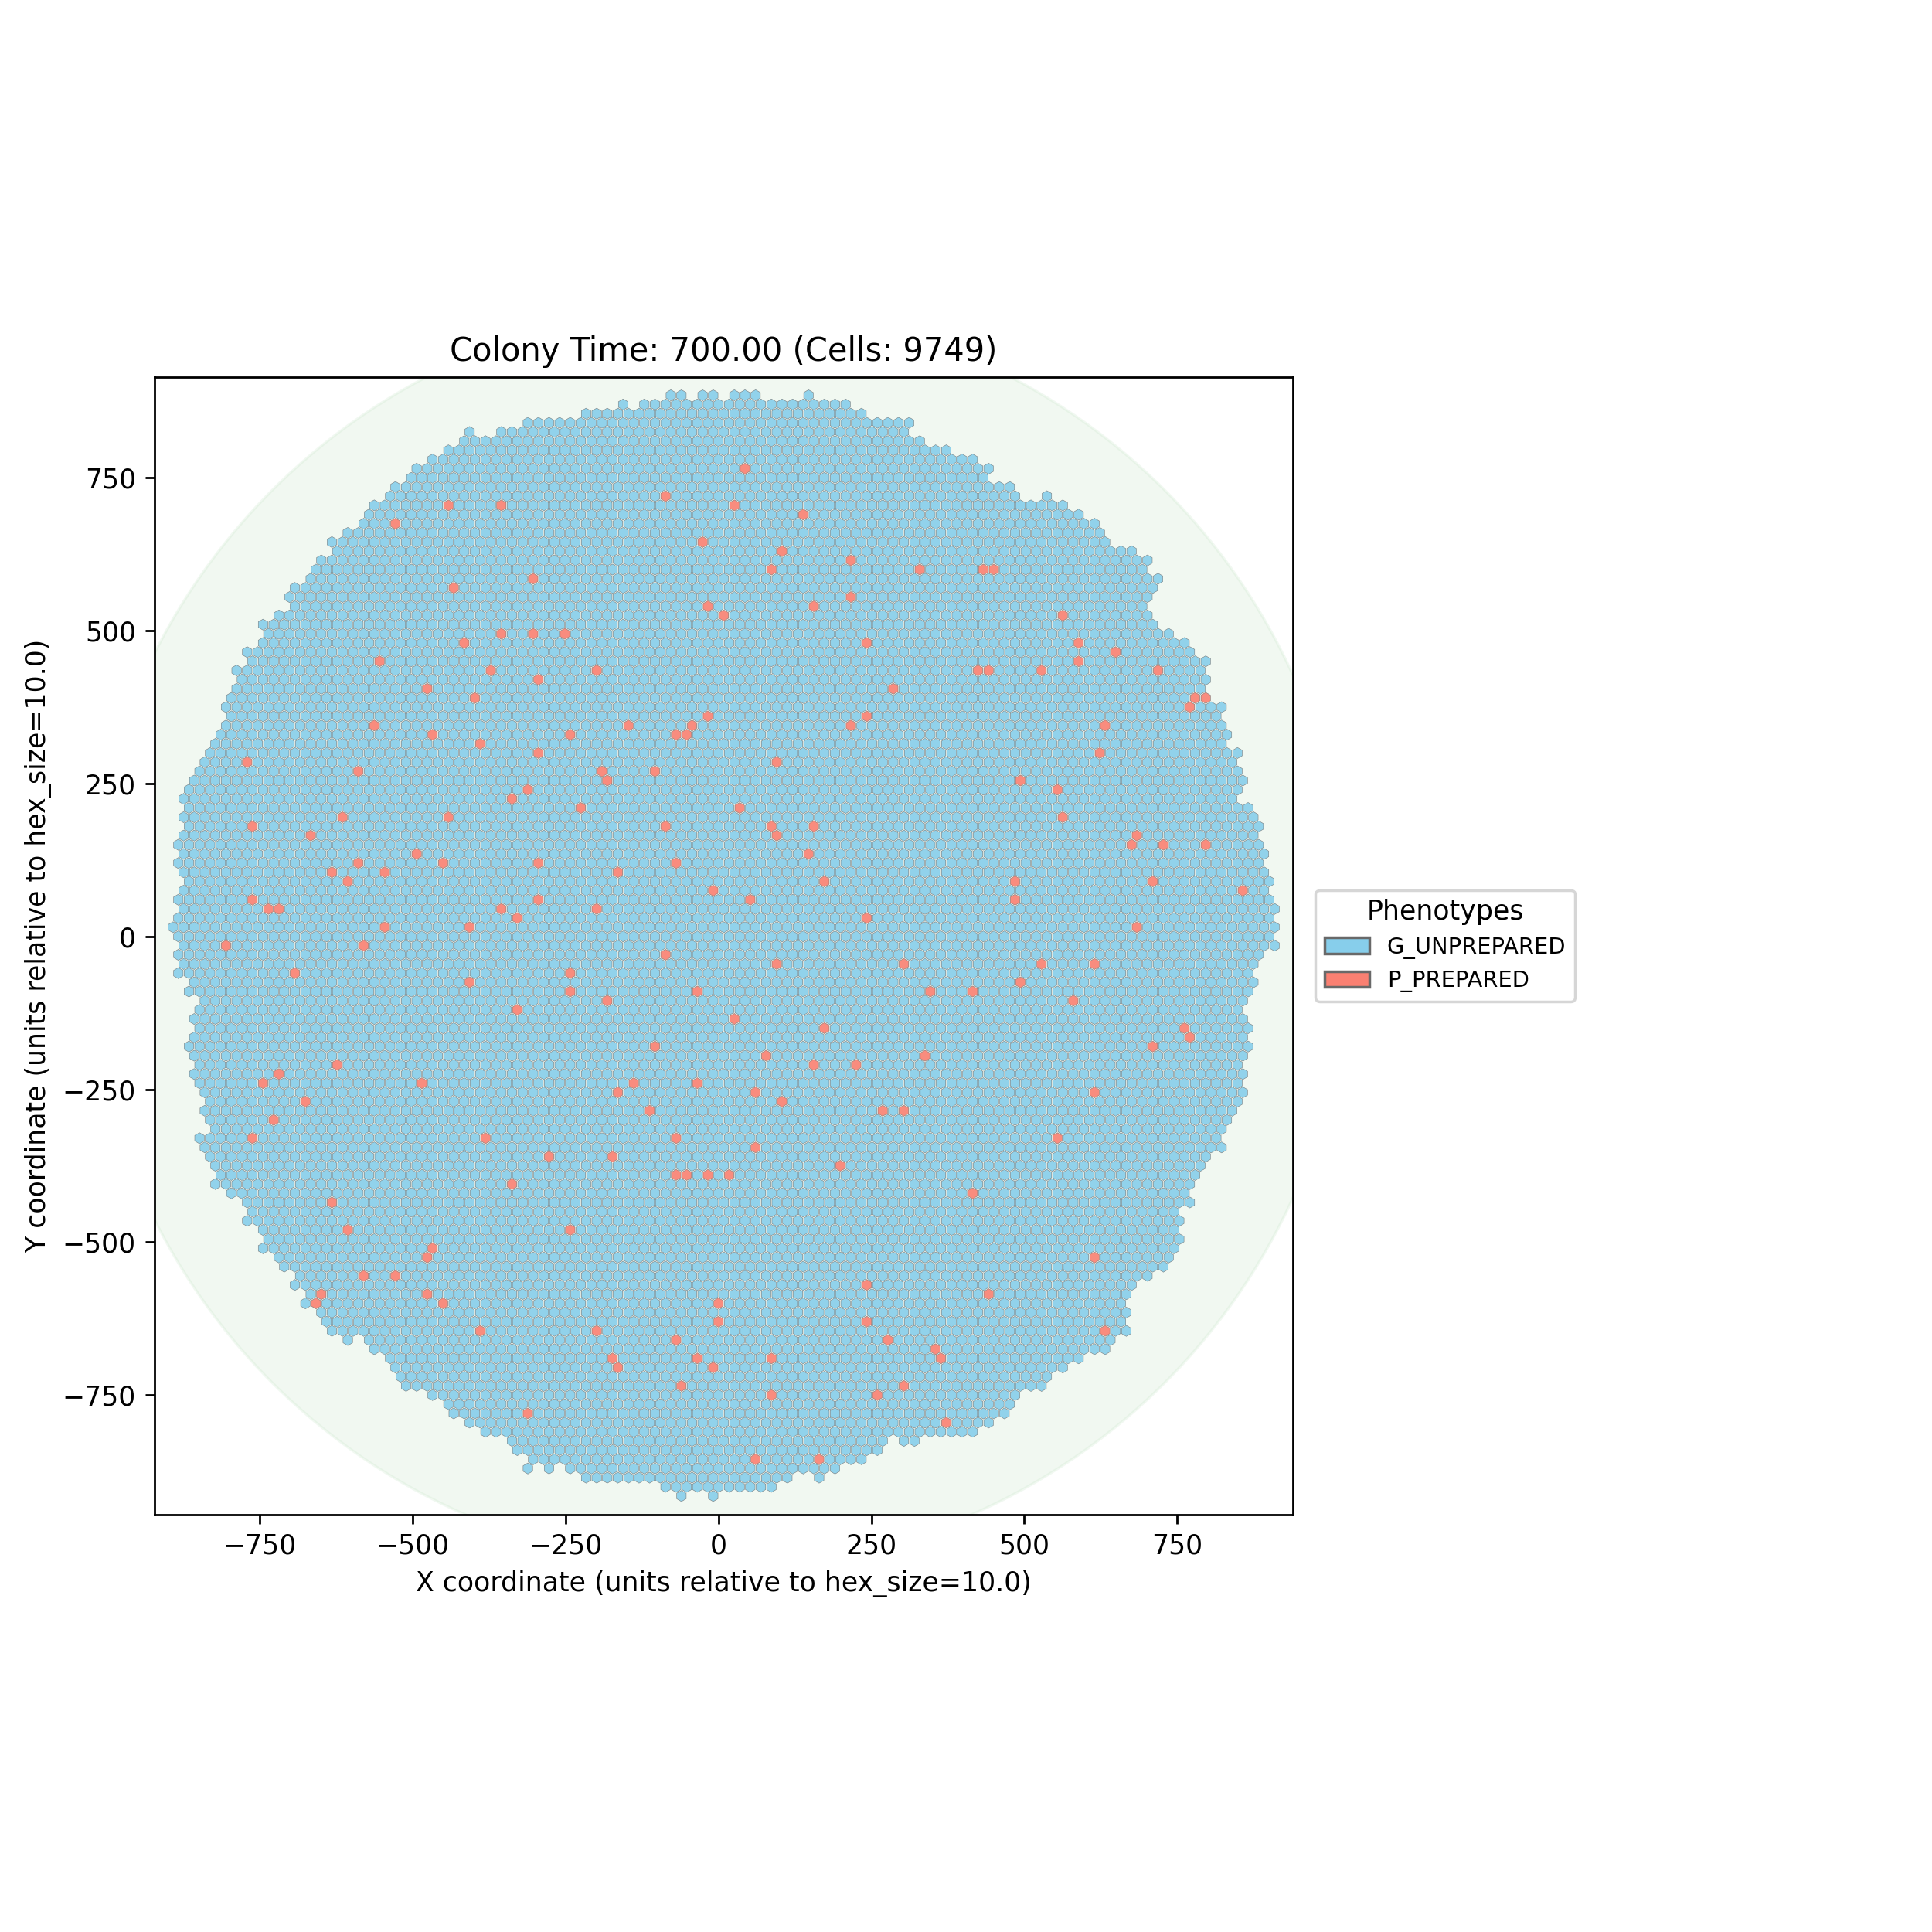 Colony Time: 700.00 (Cells: 9749)
Y coordinate (units relative to hex_size=10.0)
750
500
250
0
−250
−500
−750
−750 −500 −250 0 250 500 750
X coordinate (units relative to hex_size=10.0)
Phenotypes
G_UNPREPARED
P_PREPARED